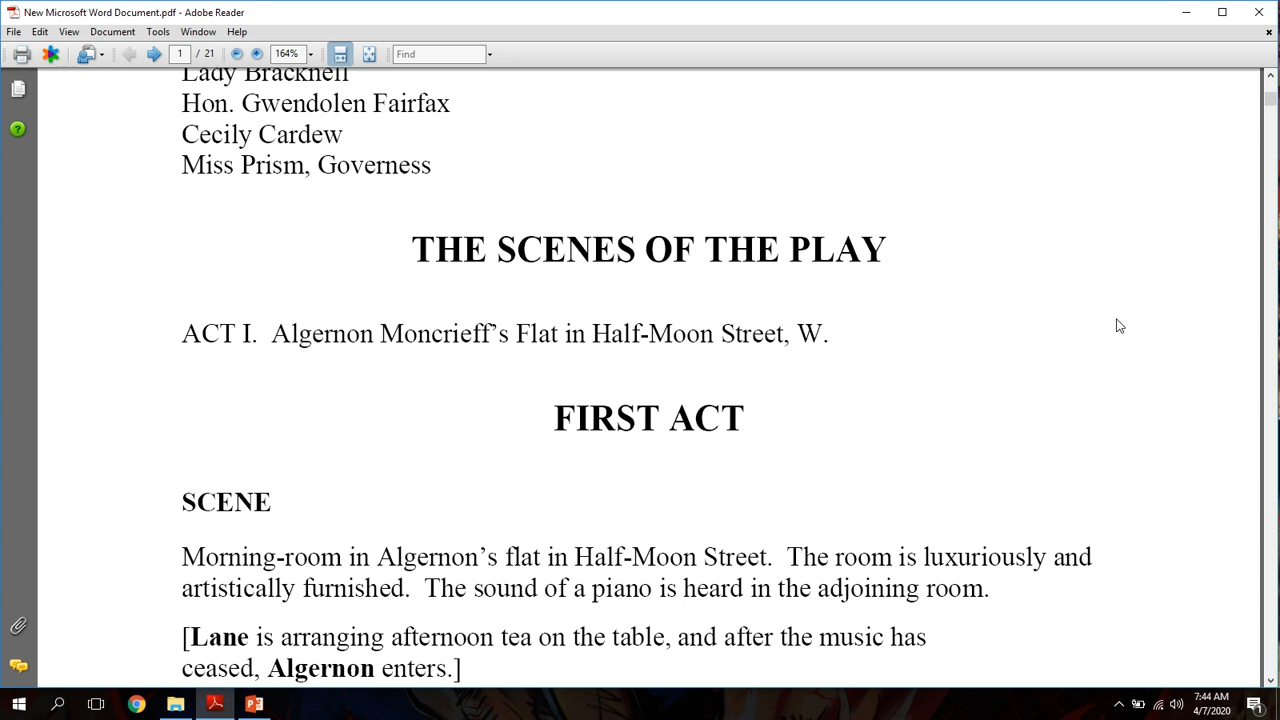 New Microsoft Word Document.pdf - Adobe Reader
File Edit View Document Tools Window Help
1 / 21 164% Find
Lady Bracknell
Hon. Gwendolen Fairfax
Cecily Cardew
Miss Prism, Governess
THE SCENES OF THE PLAY
ACT I.  Algernon Moncrieff’s Flat in Half-Moon Street, W.
FIRST ACT
SCENE
Morning-room in Algernon’s flat in Half-Moon Street.  The room is luxuriously and
artistically furnished.  The sound of a piano is heard in the adjoining room.
[Lane is arranging afternoon tea on the table, and after the music has
ceased, Algernon enters.]
7:44 AM
4/7/2020